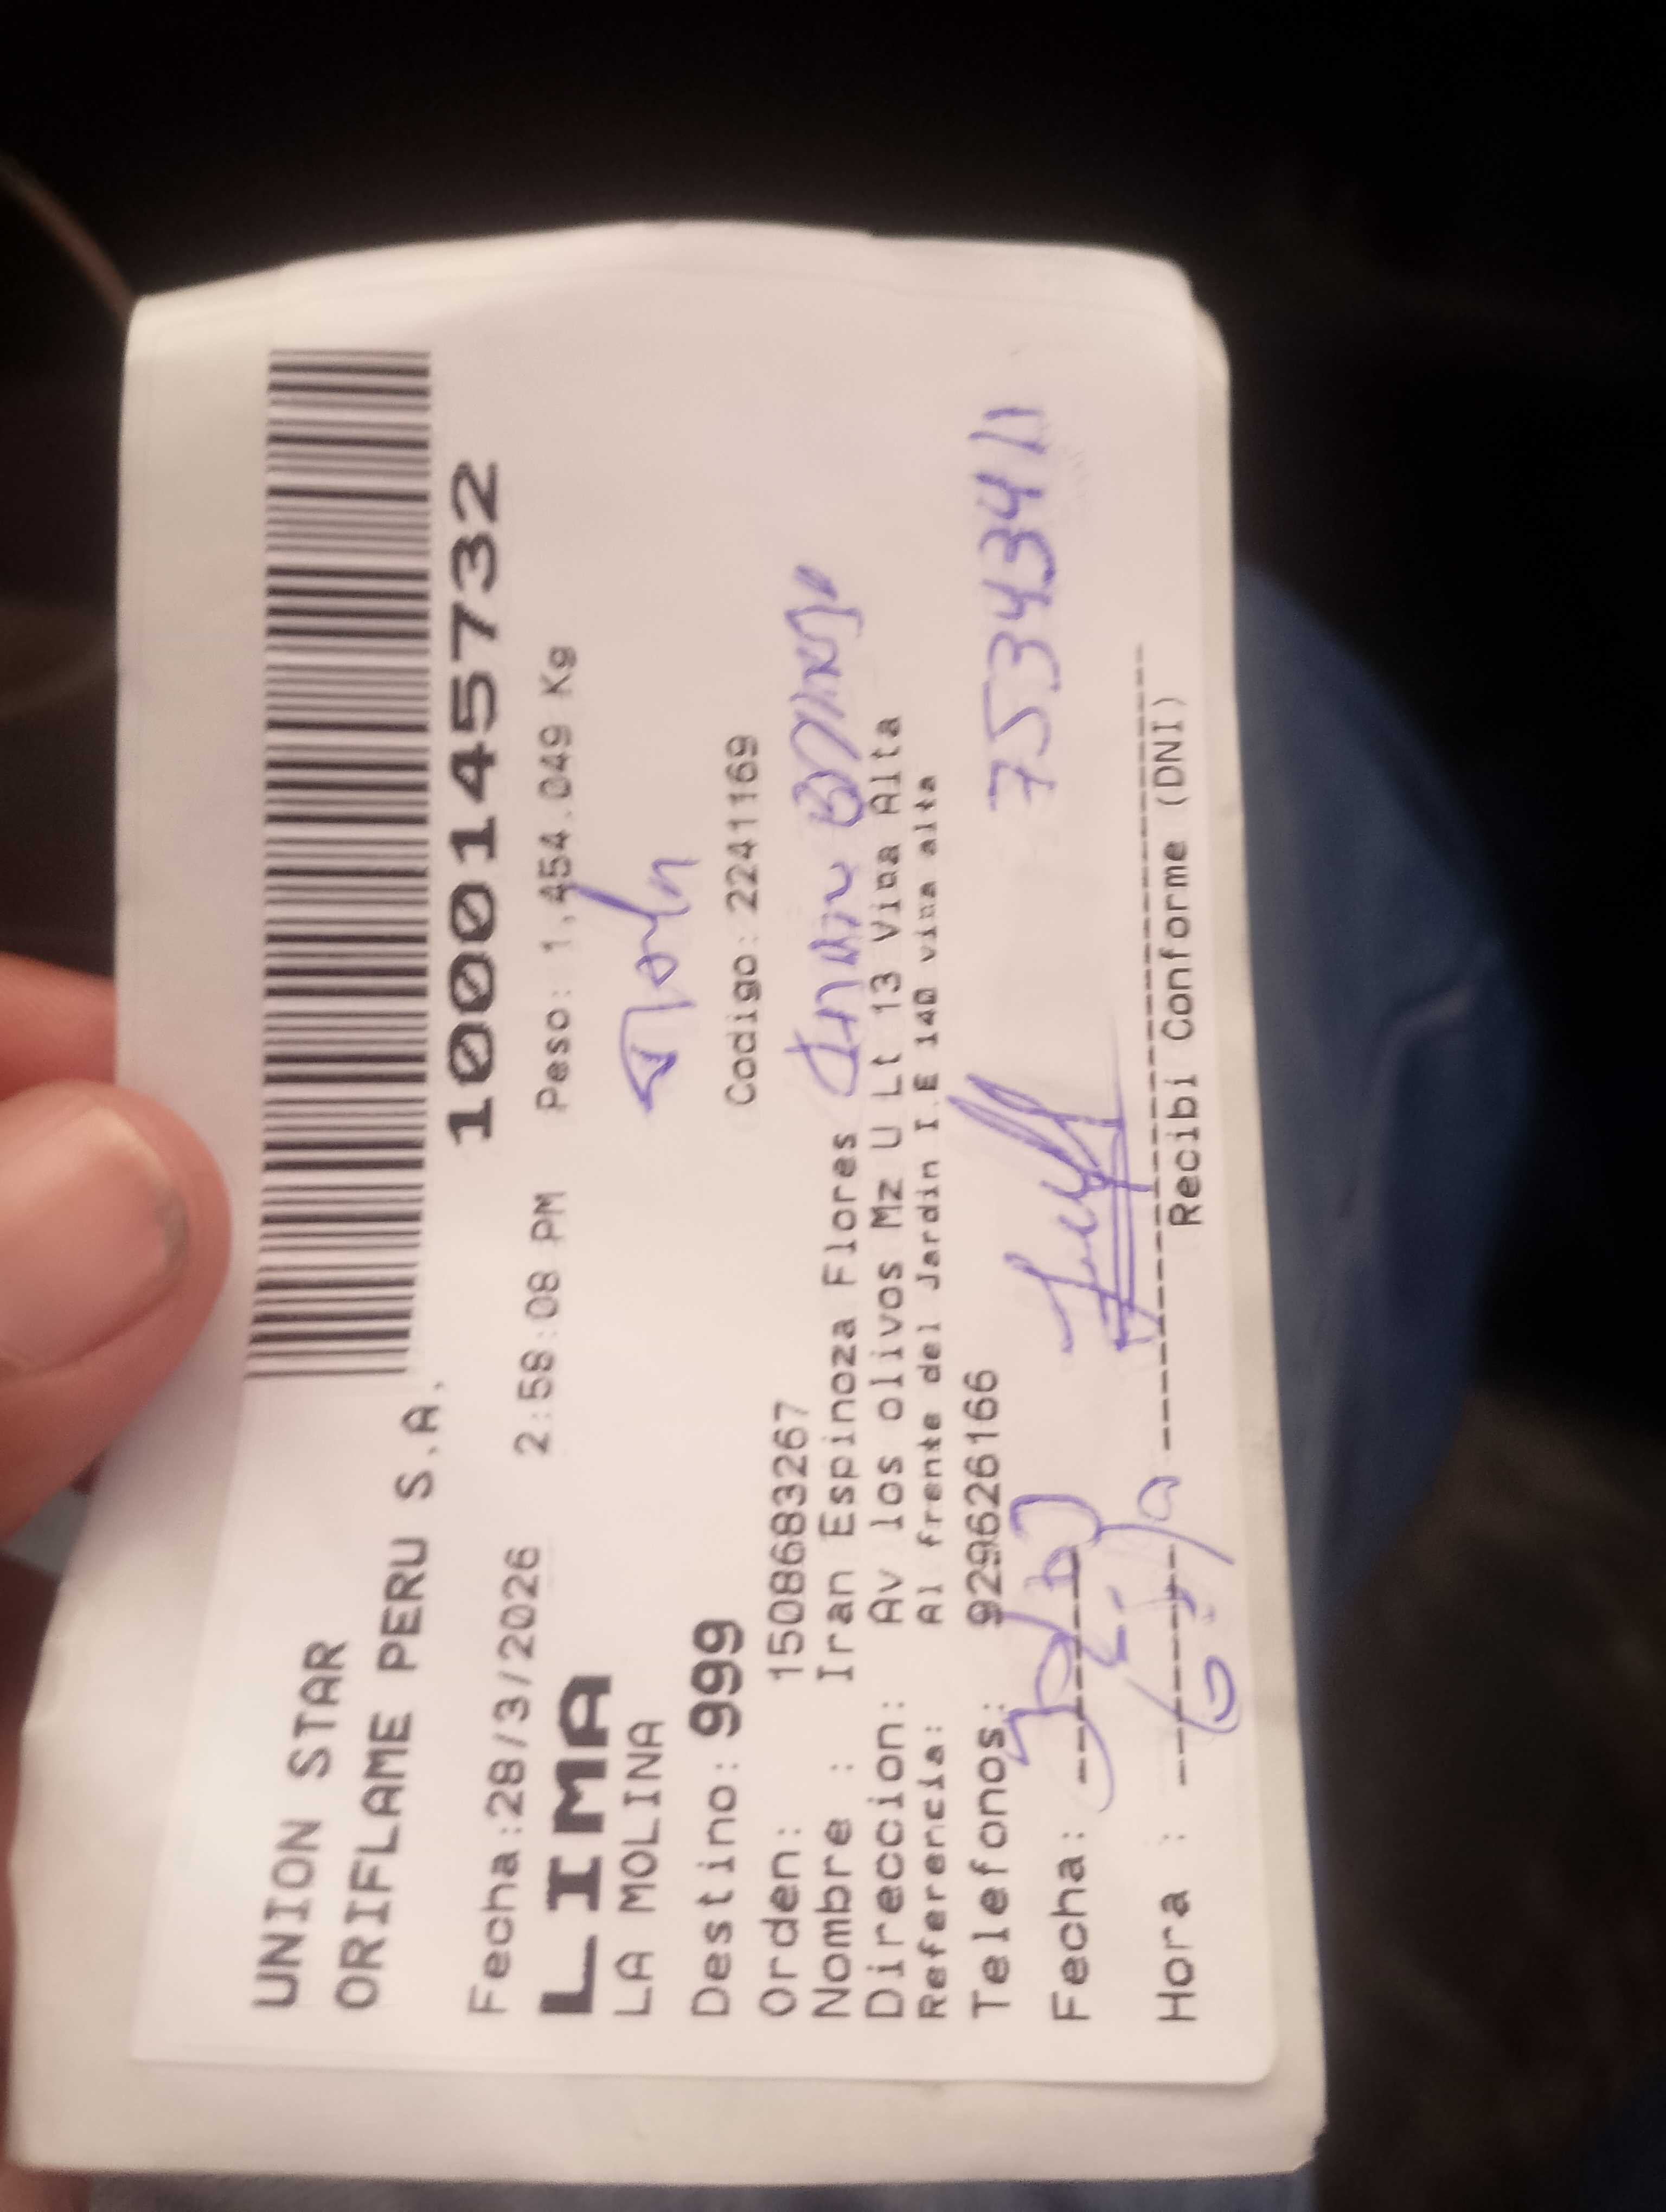 UNION STAR
ORIFLAME PERU S.A.
1000145732
Fecha:28/3/2026 2:58:08 PM Peso: 1,454.049 Kg
LIMA
LA MOLINA
Destino: 999 Codigo: 2241169
Orden: 15086683267
Nombre : Iran Espinoza Flores
Direccion: Av los olivos Mz U Lt 13 Vina Alta
Referencia: Al frente del Jardin I.E 140 vina alta
Telefonos: 929626166
75343411
Fecha:
Hora :
Recibi Conforme (DNI)